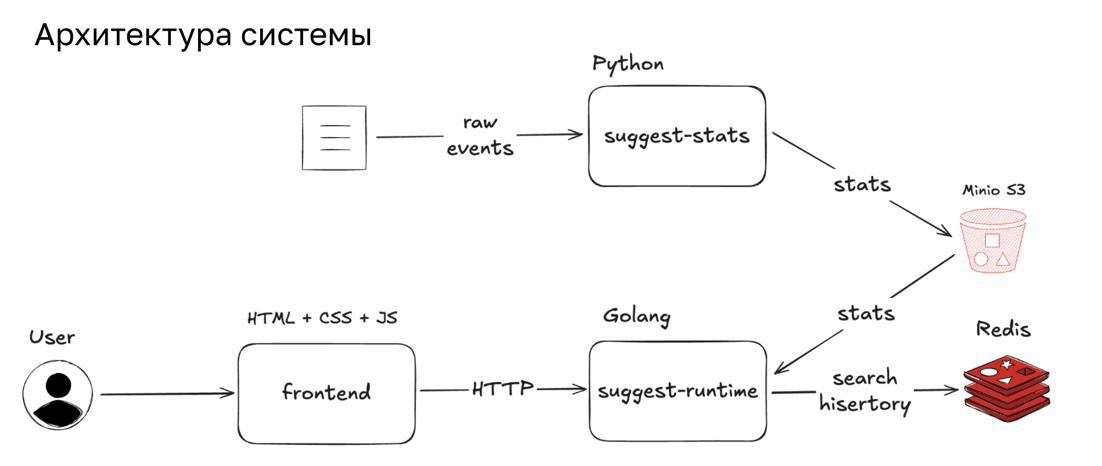 Архитектура системы
Python
raw
events
suggest-stats
stats
Minio S3
stats
User
HTML + CSS + JS
frontend
HTTP
Golang
suggest-runtime
search
hisertory
Redis